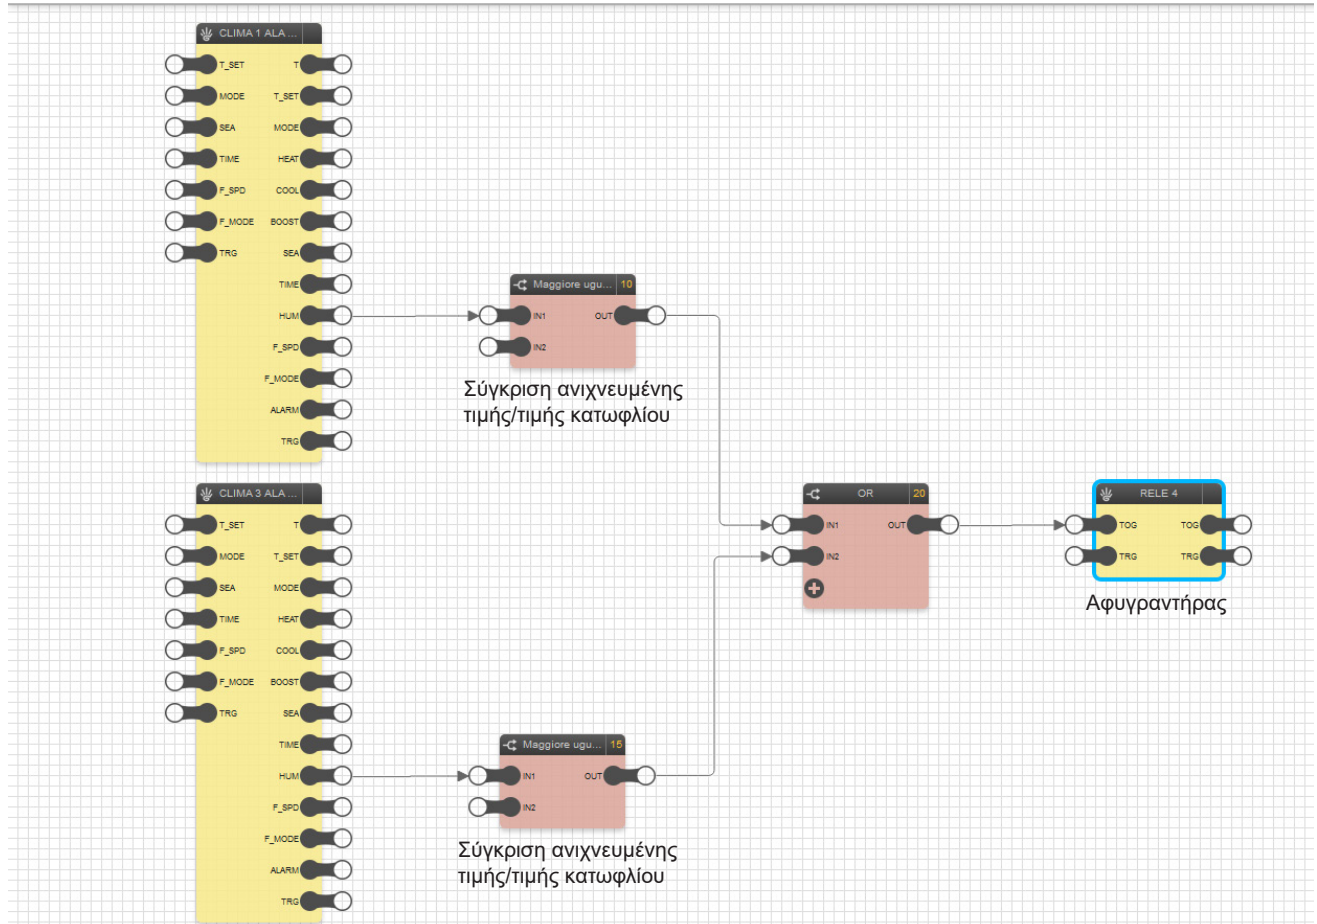 CLIMA 1 ALA ...
T_SET T
MODE T_SET
SEA MODE
TIME HEAT
F_SPD COOL
F_MODE BOOST
TRG SEA
TIME
HUM
F_SPD
F_MODE
ALARM
TRG
Maggiore ugu... 10
IN1 OUT
IN2
Σύγκριση ανιχνευμένης
τιμής/τιμής κατωφλίου
CLIMA 3 ALA ...
T_SET T
MODE T_SET
SEA MODE
TIME HEAT
F_SPD COOL
F_MODE BOOST
TRG SEA
TIME
HUM
F_SPD
F_MODE
ALARM
TRG
Maggiore ugu... 15
IN1 OUT
IN2
Σύγκριση ανιχνευμένης
τιμής/τιμής κατωφλίου
OR 20
IN1 OUT
IN2
RELE 4
TOG TOG
TRG TRG
Αφυγραντήρας